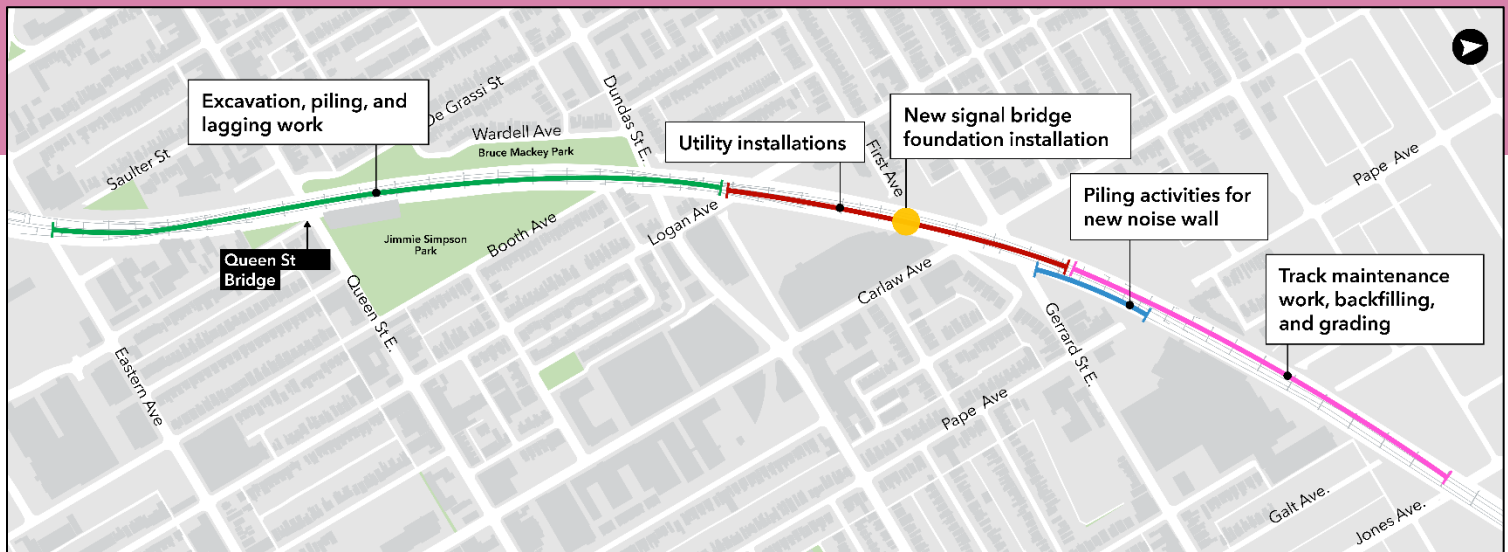 Excavation, piling, and
lagging work
De Grassi St
Wardell Ave
Bruce Mackey Park
Dundas St E.
Saulter St
Utility installations
New signal bridge
foundation installation
First Ave
Pape Ave
Piling activities for
new noise wall
Jimmie Simpson
Park
Booth Ave
Logan Ave
Queen St
Bridge
Queen St E.
Carlaw Ave
Track maintenance
work, backfilling,
and grading
Gerrard St E.
Eastern Ave
Pape Ave
Galt Ave.
Jones Ave.